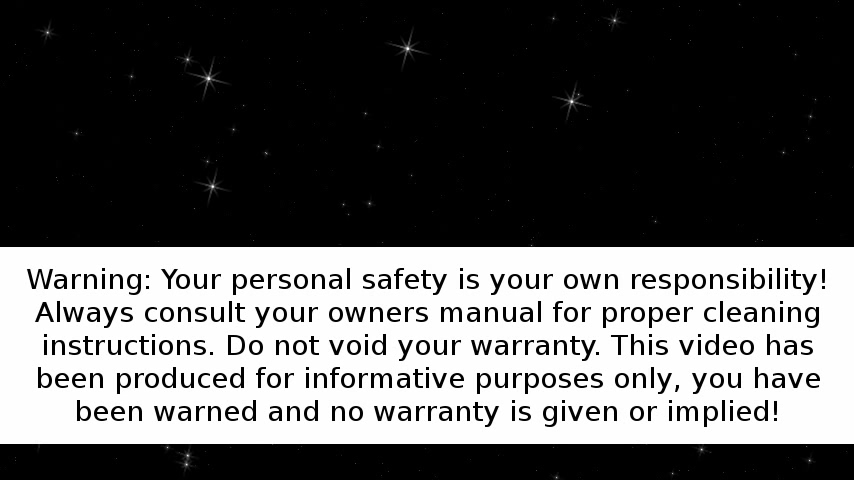 Warning: Your personal safety is your own responsibility!
Always consult your owners manual for proper cleaning
instructions. Do not void your warranty. This video has
been produced for informative purposes only, you have
been warned and no warranty is given or implied!